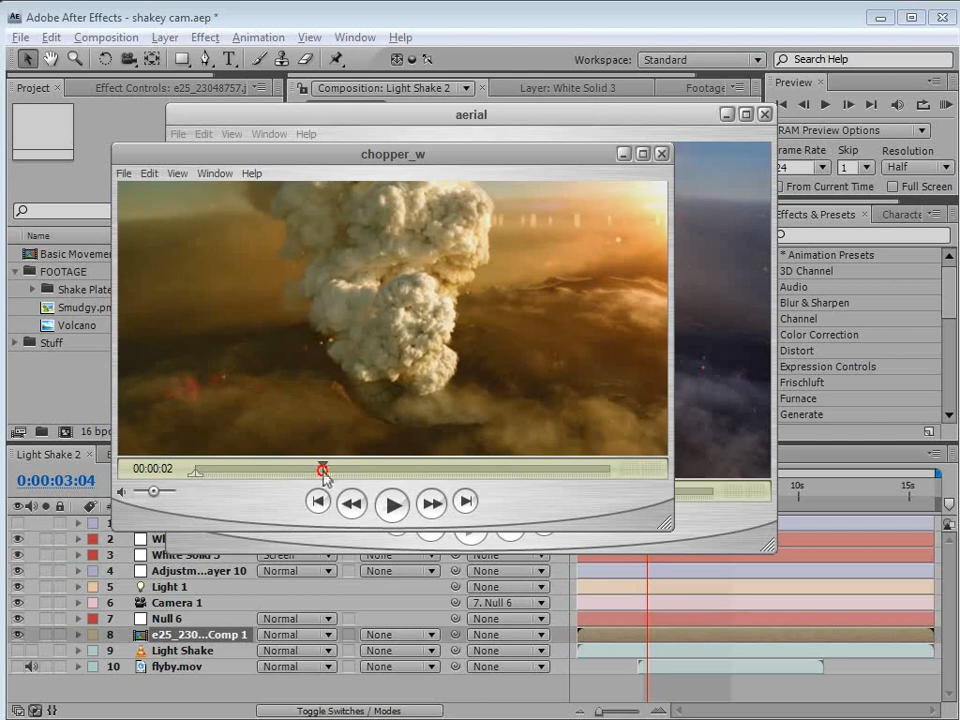 Adobe After Effects - shakey cam.aep *
File Edit Composition Layer Effect Animation View Window Help
Workspace: Standard Search Help
Project Effect Controls: e25_23048757.j Composition: Light Shake 2 Layer: White Solid 3 Footage Preview
aerial
File Edit View Window Help
RAM Preview Options
Frame Rate Skip Resolution
24 1 Half
From Current Time Full Screen
chopper_w
File Edit View Window Help
Effects & Presets Characte
Name
Basic Movemen
FOOTAGE
Shake Plate
Smudgy.pn
Volcano
Stuff
* Animation Presets
3D Channel
Audio
Blur & Sharpen
Channel
Color Correction
Distort
Expression Controls
Frischluft
Furnace
Generate
16 bpc
00:00:02
Light Shake 2
0:00:03:04
10s 15s
1
2 Wh
3 White Solid 3 Screen None None
4 Adjustm...ayer 10 Normal None None
5 Light 1 None
6 Camera 1 7. Null 6
7 Null 6 Normal None None
8 e25_230...Comp 1 Normal None None
9 Light Shake Normal None None
10 flyby.mov Normal None None
Toggle Switches / Modes